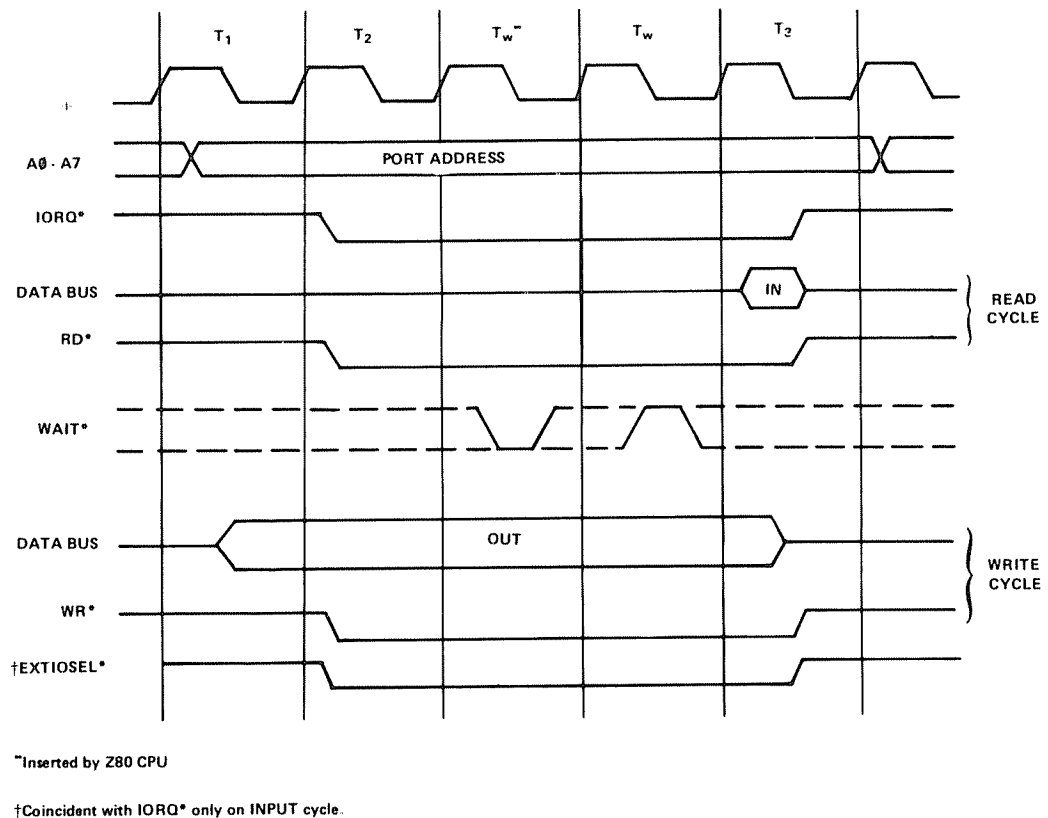 T1 T2 Tw* Tw T3
A0 - A7 PORT ADDRESS
IORQ*
DATA BUS IN
READ
CYCLE
RD*
WAIT*
DATA BUS OUT
WRITE
CYCLE
WR*
†EXTIOSEL*
*Inserted by Z80 CPU
†Coincident with IORQ* only on INPUT cycle.